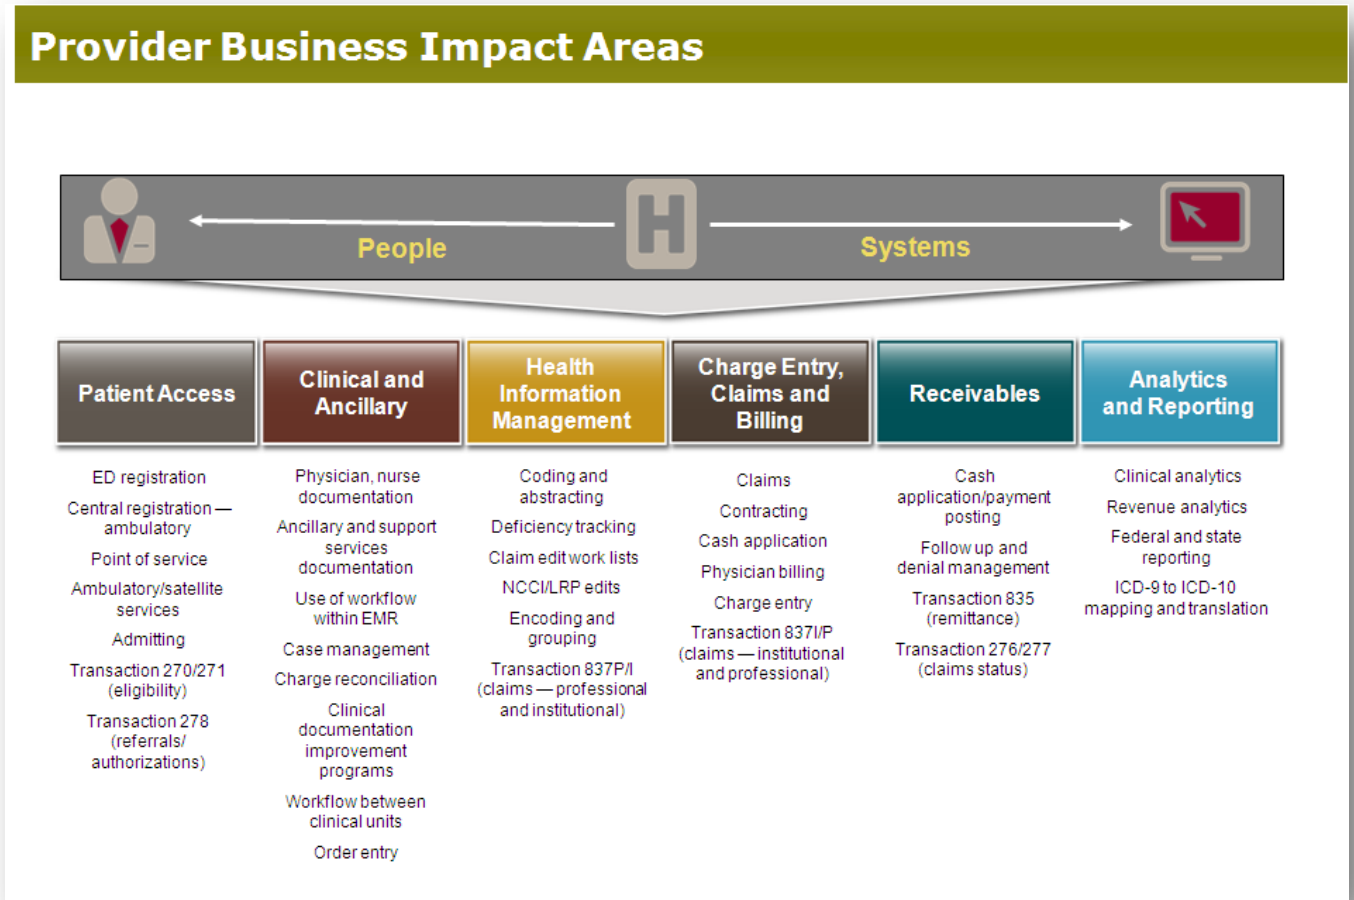 Provider Business Impact Areas
People
Systems
Patient Access
ED registration
Central registration —
ambulatory
Point of service
Ambulatory/satellite
services
Admitting
Transaction 270/271
(eligibility)
Transaction 278
(referrals/
authorizations)
Clinical and
Ancillary
Physician, nurse
documentation
Ancillary and support
services
documentation
Use of workflow
within EMR
Case management
Charge reconciliation
Clinical
documentation
improvement
programs
Workflow between
clinical units
Order entry
Health
Information
Management
Coding and
abstracting
Deficiency tracking
Claim edit work lists
NCCI/LRP edits
Encoding and
grouping
Transaction 837P/I
(claims — professional
and institutional)
Charge Entry,
Claims and
Billing
Claims
Contracting
Cash application
Physician billing
Charge entry
Transaction 837I/P
(claims — institutional
and professional)
Receivables
Cash
application/payment
posting
Follow up and
denial management
Transaction 835
(remittance)
Transaction 276/277
(claims status)
Analytics
and Reporting
Clinical analytics
Revenue analytics
Federal and state
reporting
ICD-9 to ICD-10
mapping and translation